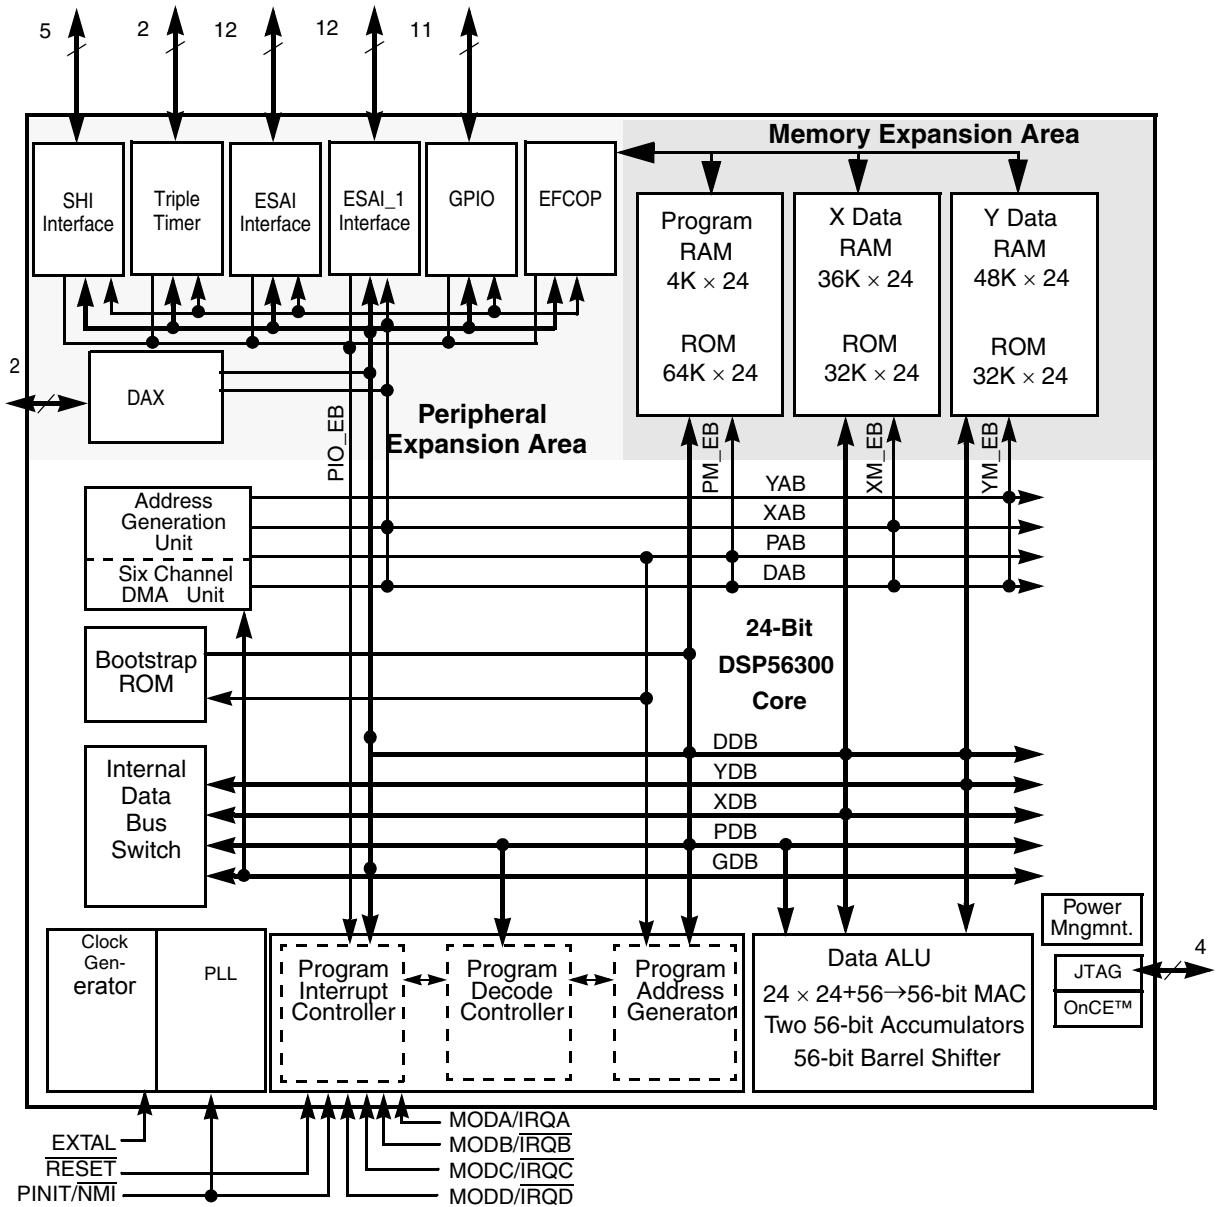 5
2
12
12
11
Memory Expansion Area
SHI
Interface
Triple
Timer
ESAI
Interface
ESAI_1
Interface
GPIO
EFCOP
Program
RAM
4K × 24
ROM
64K × 24
X Data
RAM
36K × 24
ROM
32K × 24
Y Data
RAM
48K × 24
ROM
32K × 24
2
DAX
Peripheral
Expansion Area
PIO_EB
PM_EB
XM_EB
YM_EB
Address
Generation
Unit
Six Channel
DMA Unit
YAB
XAB
PAB
DAB
24-Bit
DSP56300
Core
Bootstrap
ROM
Internal
Data
Bus
Switch
DDB
YDB
XDB
PDB
GDB
Clock
Gen-
erator
PLL
Program
Interrupt
Controller
Program
Decode
Controller
Program
Address
Generator
Data ALU
24 × 24+56→56-bit MAC
Two 56-bit Accumulators
56-bit Barrel Shifter
Power
Mngmnt.
JTAG
OnCE™
4
EXTAL
RESET
PINIT/NMI
MODA/IRQA
MODB/IRQB
MODC/IRQC
MODD/IRQD